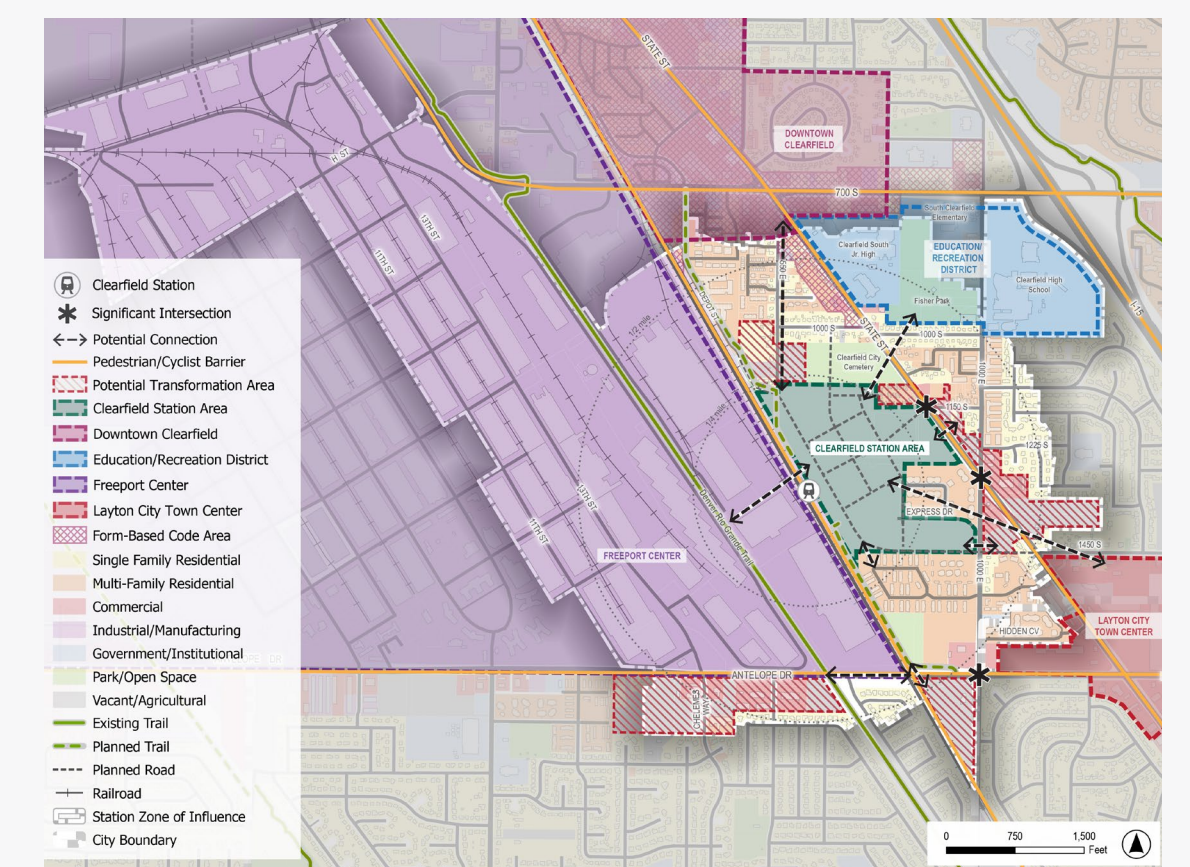 STATE ST
DOWNTOWN
CLEARFIELD
H ST
700 S
South Clearfield
Elementary
13TH ST
11TH ST
Clearfield South
Jr. High
EDUCATION/
RECREATION
DISTRICT
550 E
Clearfield High
School
I-15
DEPOT ST
Fisher Park
1/2 mile
1000 S
STATE ST
1000 S
Clearfield City
Cemetery
1000 E
1/4 mile
1150 S
CLEARFIELD STATION AREA
1225 S
13TH ST
11TH ST
Denver Rio Grande Trail
EXPRESS DR
FREEPORT CENTER
1450 S
1000 E
LAYTON CITY
TOWN CENTER
HIDDEN CV
ANTELOPE DR
CHELEMES
WAY
Clearfield Station
Significant Intersection
Potential Connection
Pedestrian/Cyclist Barrier
Potential Transformation Area
Clearfield Station Area
Downtown Clearfield
Education/Recreation District
Freeport Center
Layton City Town Center
Form-Based Code Area
Single Family Residential
Multi-Family Residential
Commercial
Industrial/Manufacturing
Government/Institutional
Park/Open Space
Vacant/Agricultural
Existing Trail
Planned Trail
Planned Road
Railroad
Station Zone of Influence
City Boundary
0 750 1,500
Feet